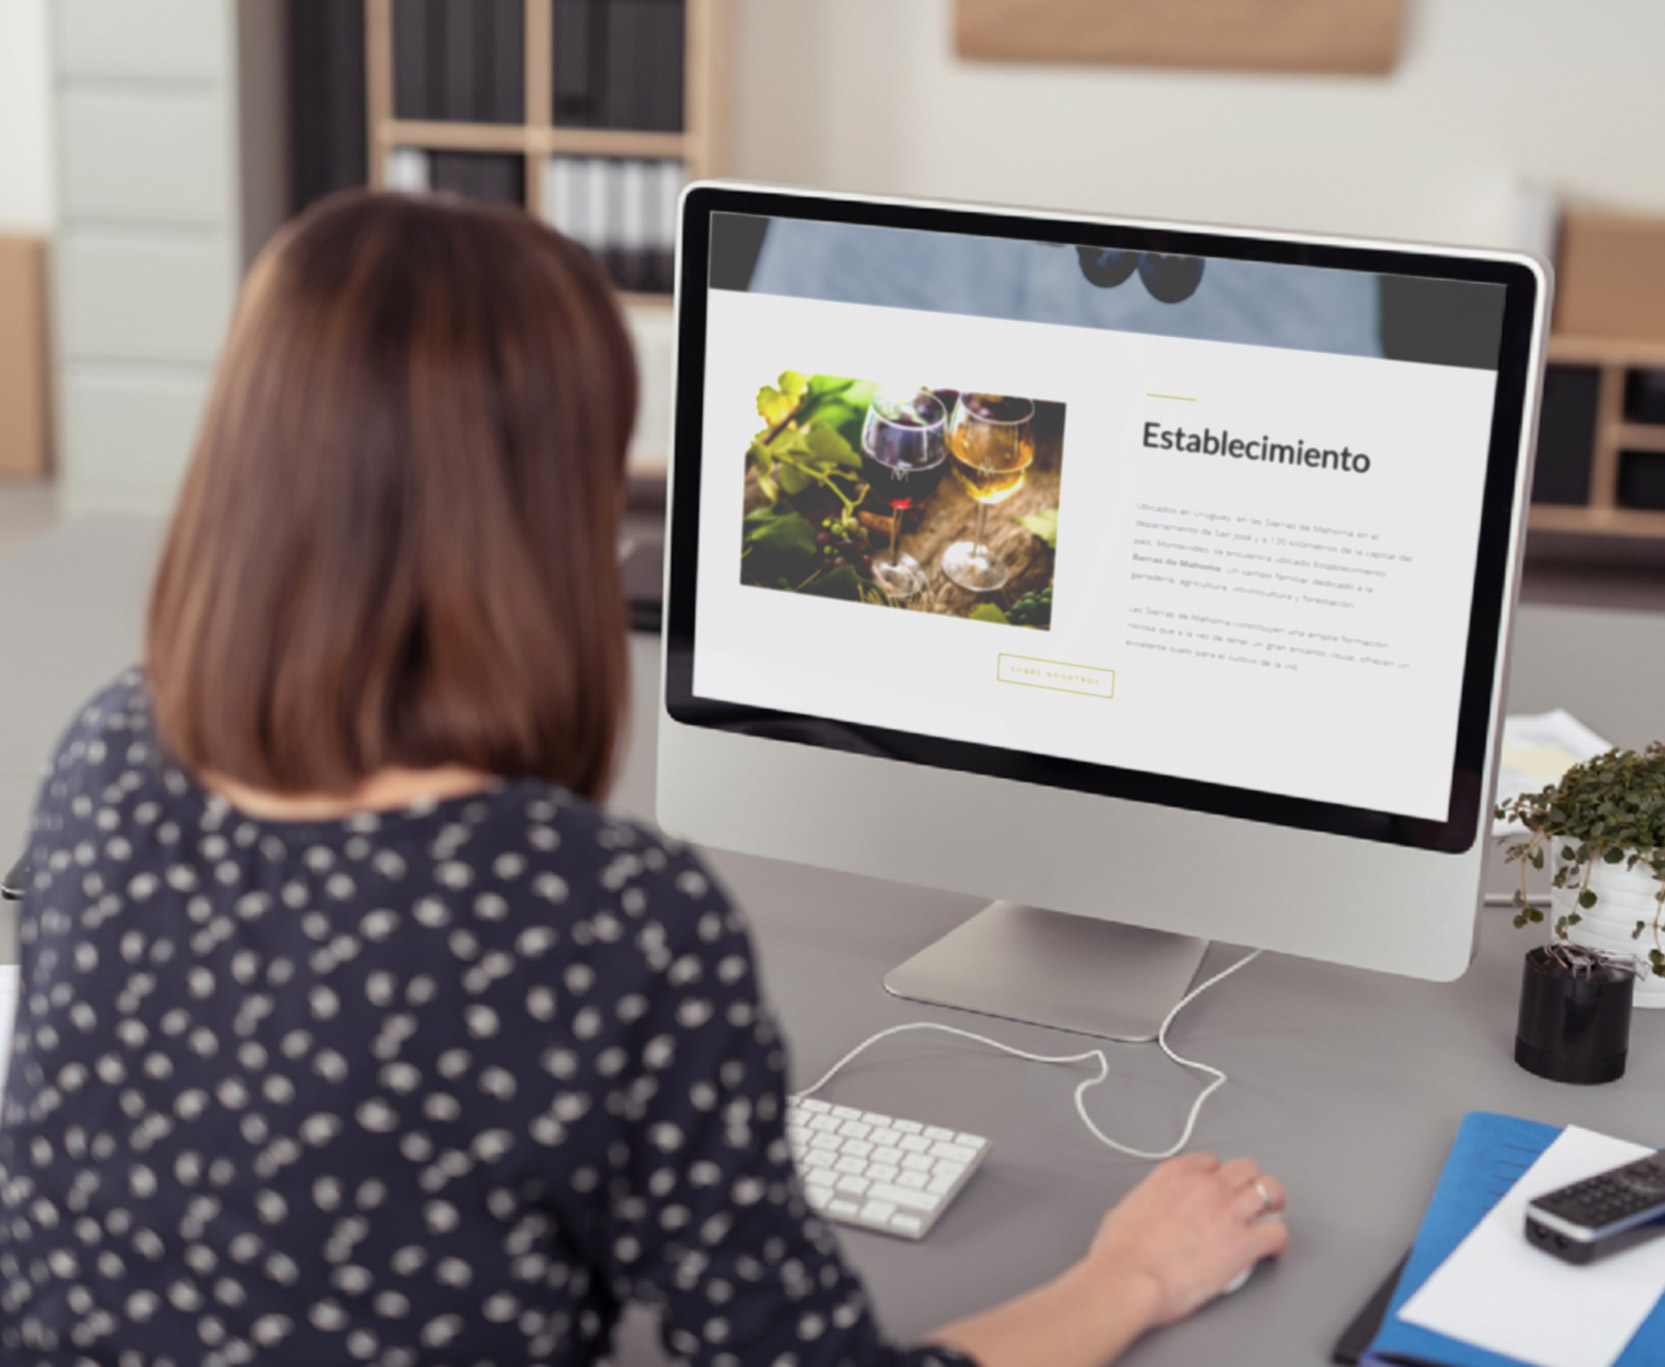 Establecimiento
Ubicados en Uruguay, en las Sierras de Mahoma en el
departamento de San José y a 120 kilómetros de la capital del
país, Montevideo, se encuentra ubicado Establecimiento
Barras de Mahoma. Un campo familiar dedicado a la
ganadería, agricultura, vitivinicultura y forestación.
Las Sierras de Mahoma constituyen una amplia formación
rocosa que a la vez de tener un gran encanto visual, ofrecen un
excelente suelo para el cultivo de la vid.
SOBRE NOSOTROS